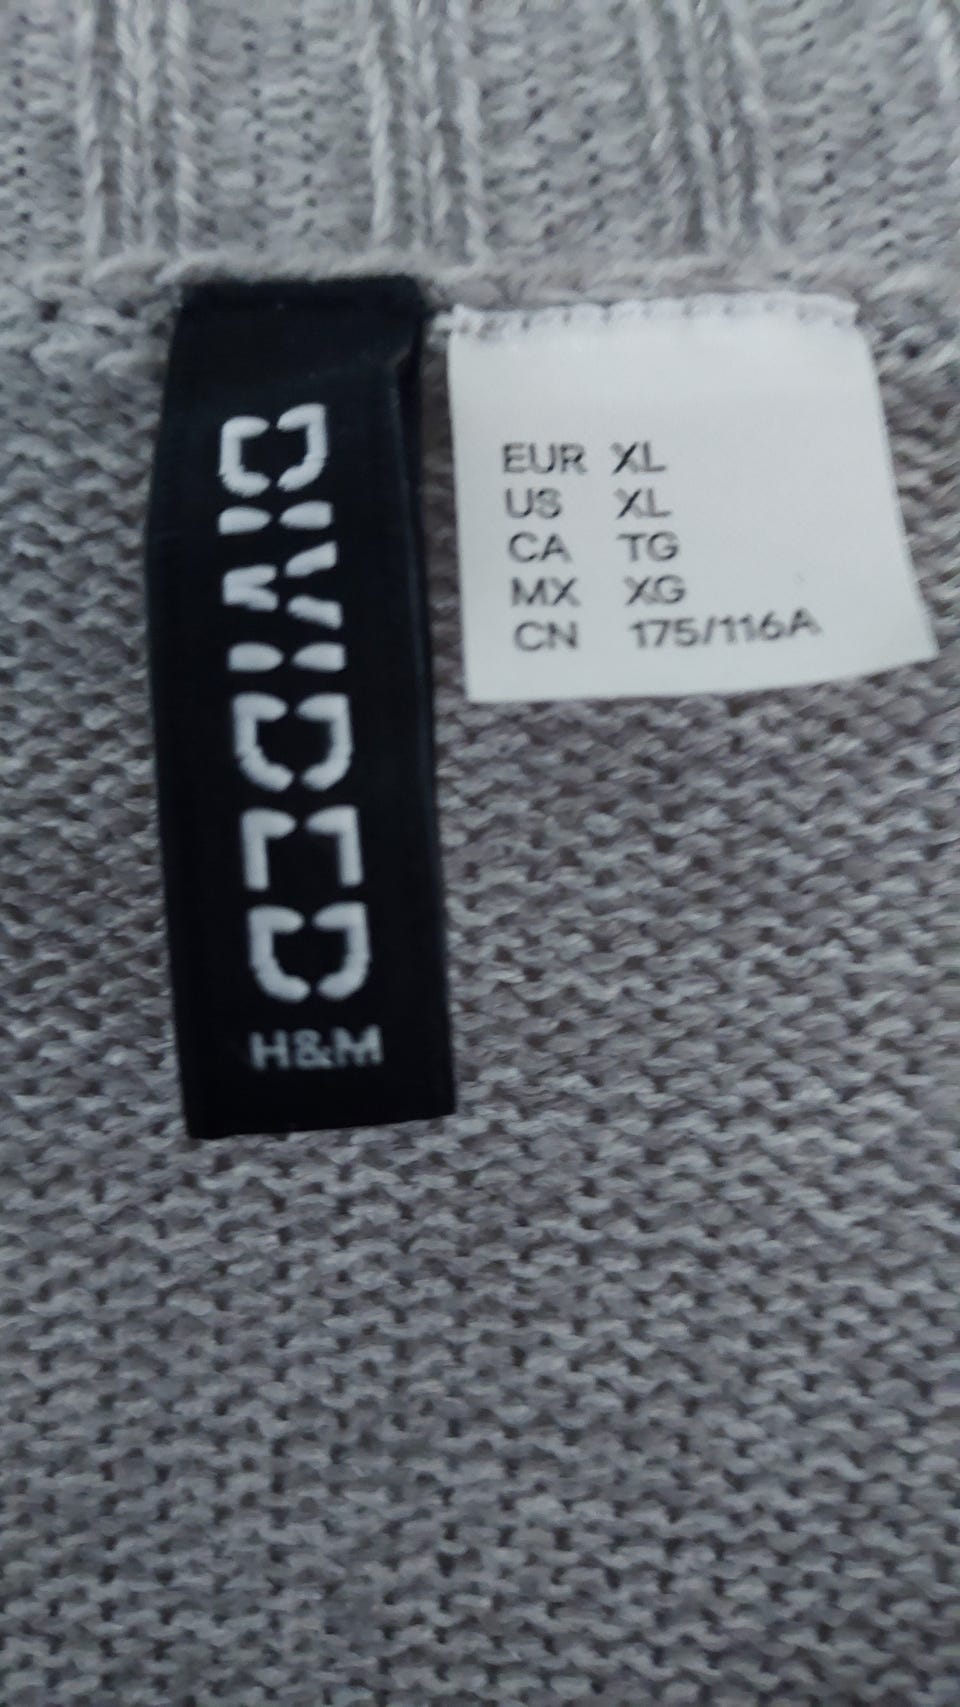 DIVIDED
H&M
EUR XL
US XL
CA TG
MX XG
CN 175/116A